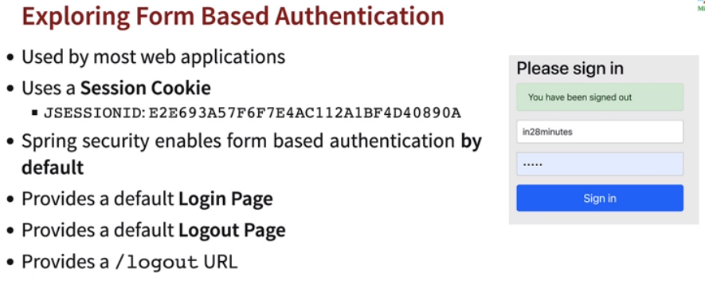 Exploring Form Based Authentication
• Used by most web applications
• Uses a Session Cookie
▪ JSESSIONID: E2E693A57F6F7E4AC112A1BF4D40890A
• Spring security enables form based authentication by
default
• Provides a default Login Page
• Provides a default Logout Page
• Provides a /logout URL
Please sign in
You have been signed out
in28minutes
•••••
Sign in